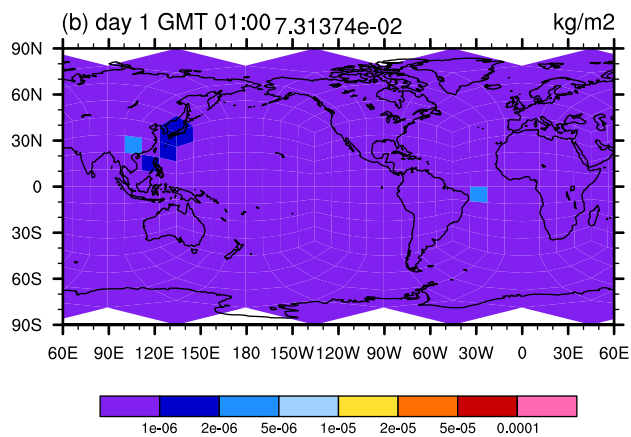 (b) day 1 GMT 01:00 7.31374e-02 kg/m2
90N
60N
30N
0
30S
60S
90S
60E 90E 120E 150E 180 150W 120W 90W 60W 30W 0 30E 60E
1e-06 2e-06 5e-06 1e-05 2e-05 5e-05 0.0001